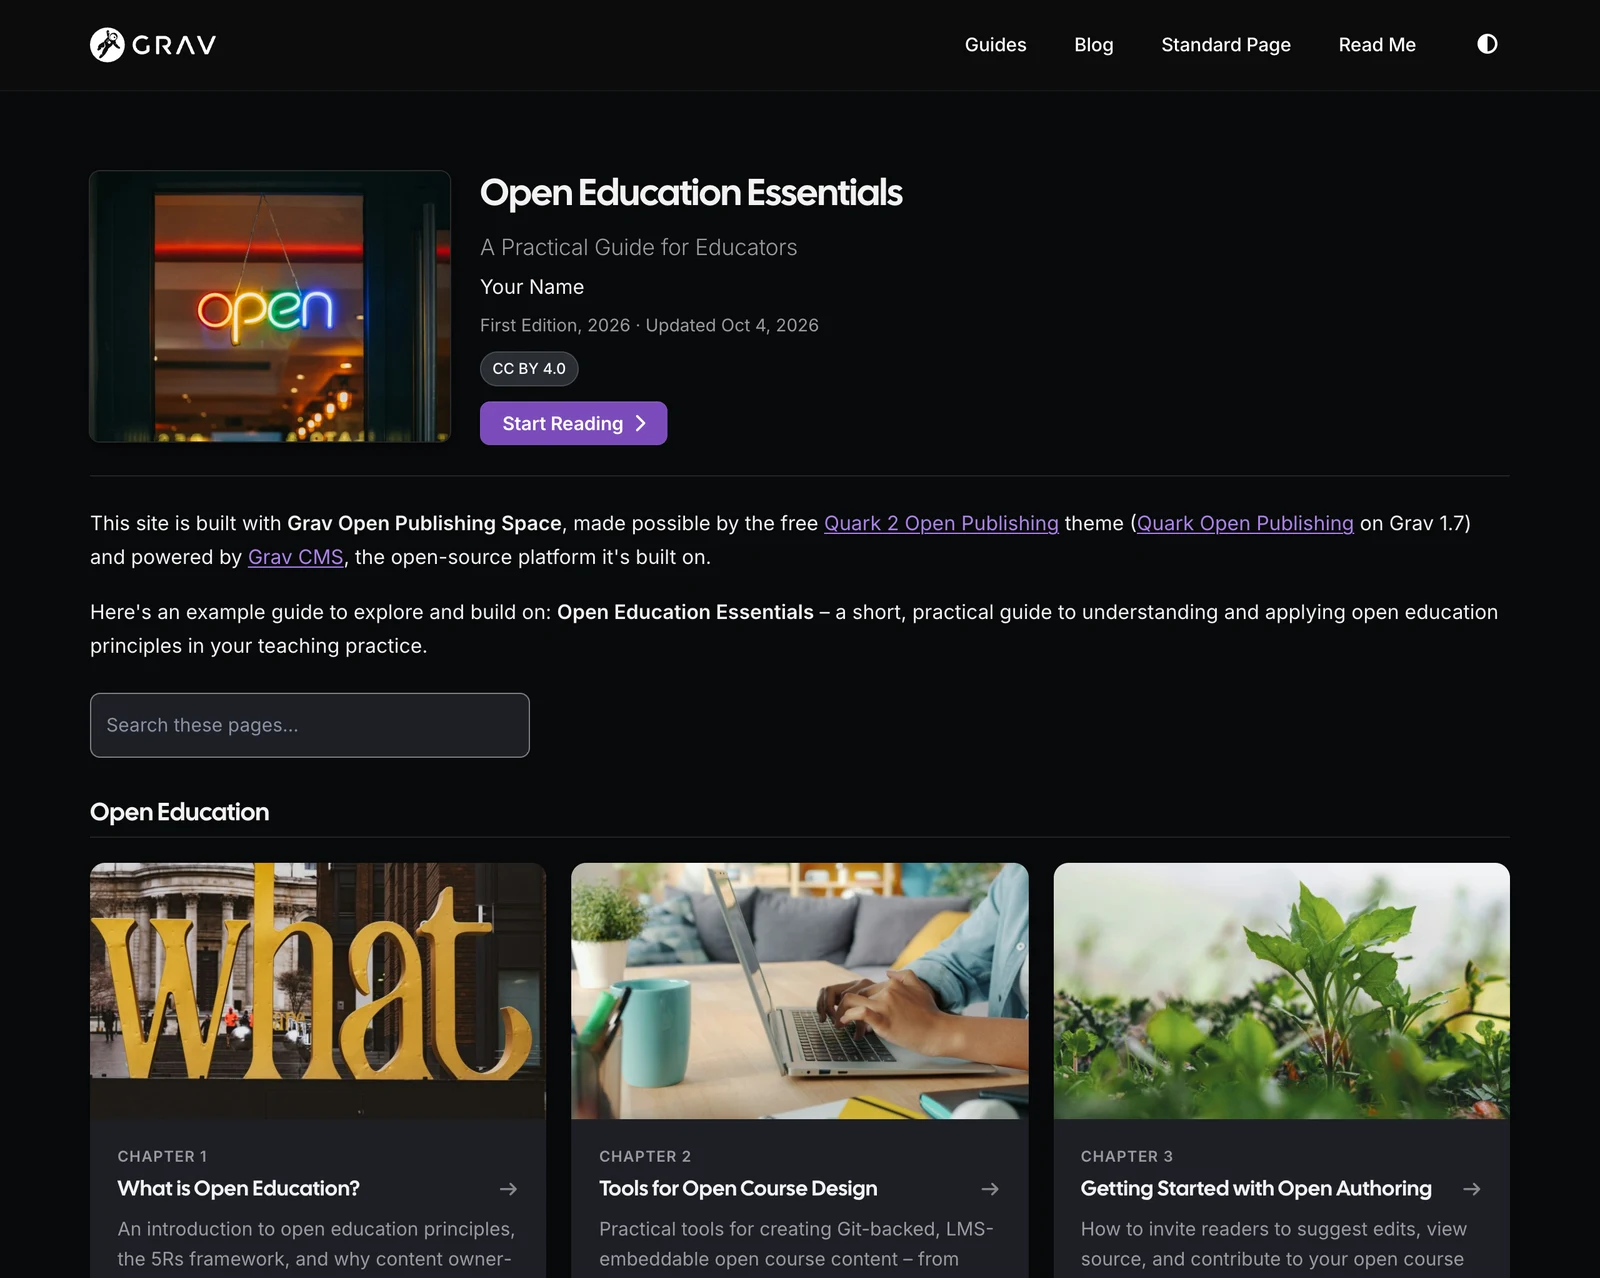 GRAV
Guides
Blog
Standard Page
Read Me
open
Open Education Essentials
A Practical Guide for Educators
Your Name
First Edition, 2026 · Updated Oct 4, 2026
CC BY 4.0
Start Reading
This site is built with Grav Open Publishing Space, made possible by the free Quark 2 Open Publishing theme (Quark Open Publishing on Grav 1.7)
and powered by Grav CMS, the open-source platform it's built on.
Here's an example guide to explore and build on: Open Education Essentials – a short, practical guide to understanding and applying open education
principles in your teaching practice.
Search these pages...
Open Education
what
CHAPTER 1
What is Open Education?
An introduction to open education principles,
the 5Rs framework, and why content owner-
CHAPTER 2
Tools for Open Course Design
Practical tools for creating Git-backed, LMS-
embeddable open course content – from
CHAPTER 3
Getting Started with Open Authoring
How to invite readers to suggest edits, view
source, and contribute to your open course